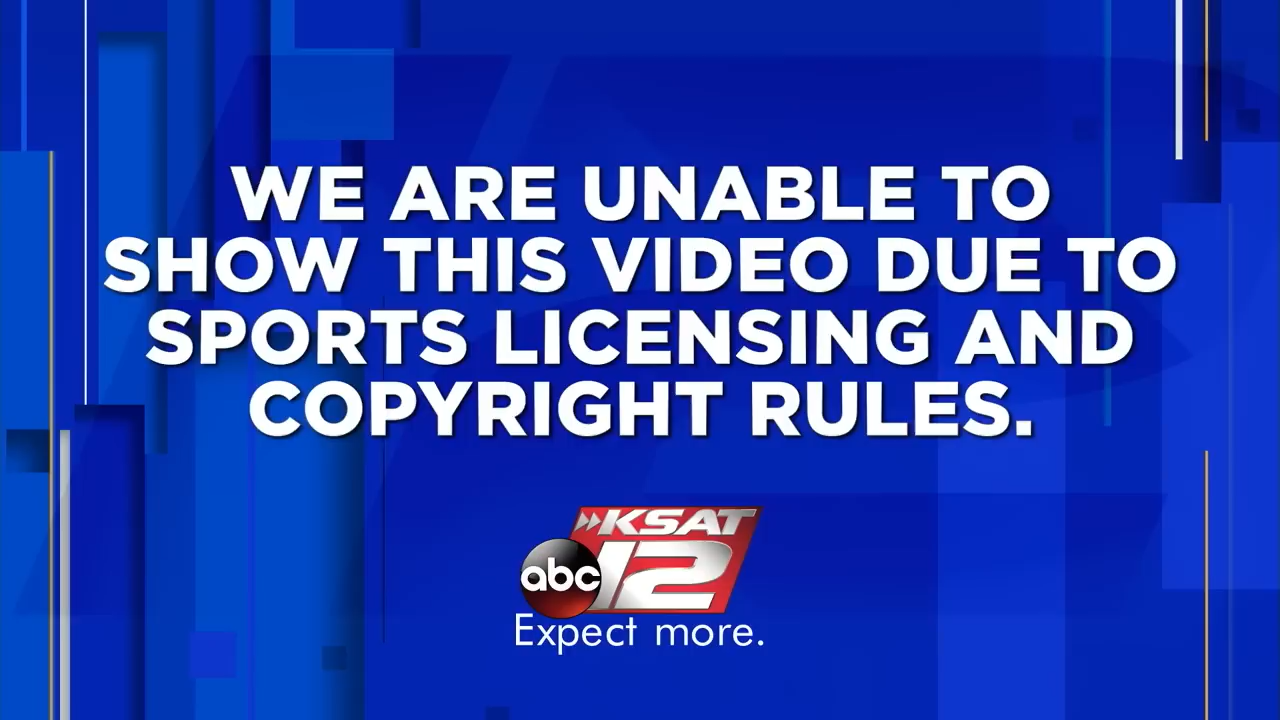 WE ARE UNABLE TO
SHOW THIS VIDEO DUE TO
SPORTS LICENSING AND
COPYRIGHT RULES.
KSAT
abc 12
Expect more.